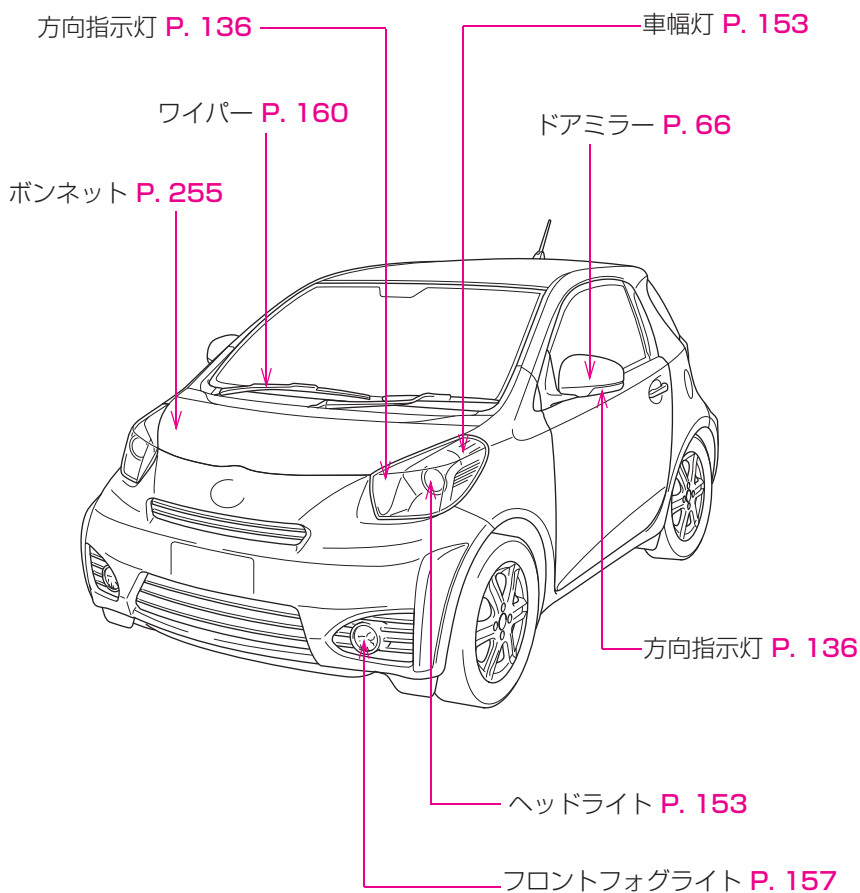 方向指示灯 P. 136
車幅灯 P. 153
ワイパー P. 160
ドアミラー P. 66
ボンネット P. 255
方向指示灯 P. 136
ヘッドライト P. 153
フロントフォグライト P. 157